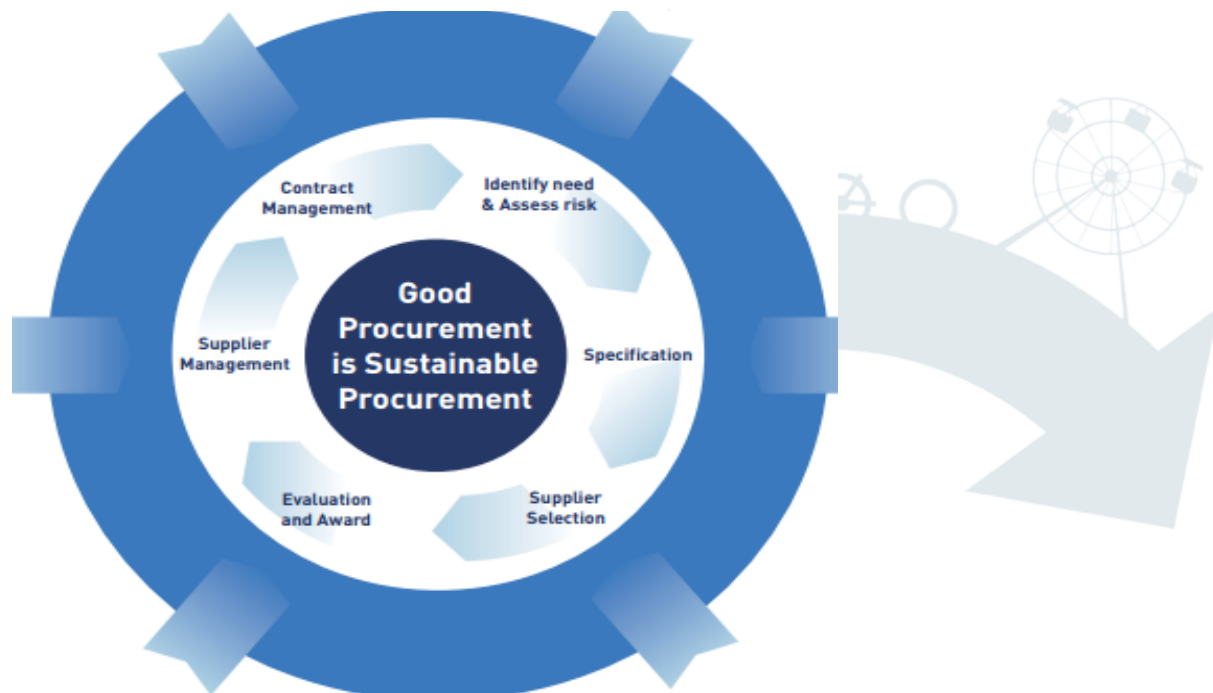 Contract
Management
Identify need
& Assess risk
Good
Procurement
is Sustainable
Procurement
Supplier
Management
Specification
Evaluation
and Award
Supplier
Selection